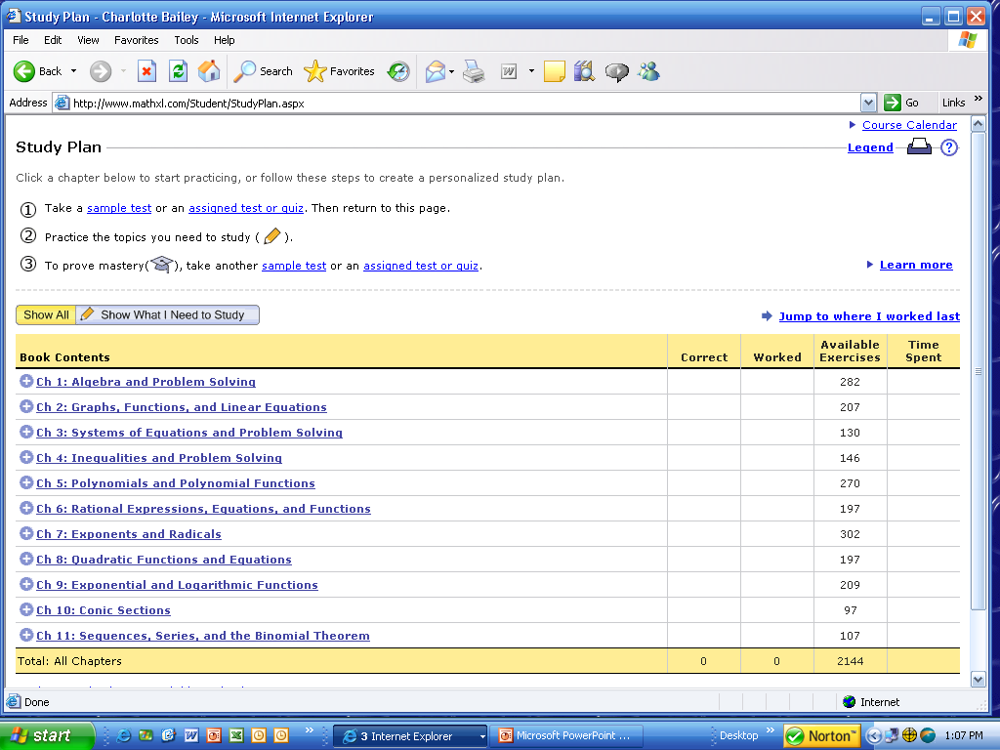 Study Plan - Charlotte Bailey - Microsoft Internet Explorer
File Edit View Favorites Tools Help
Back Search Favorites
Address http://www.mathxl.com/Student/StudyPlan.aspx Go Links »
Course Calendar
Study Plan Legend ?
Click a chapter below to start practicing, or follow these steps to create a personalized study plan.
1 Take a sample test or an assigned test or quiz. Then return to this page.
2 Practice the topics you need to study ( ).
3 To prove mastery( ), take another sample test or an assigned test or quiz. Learn more
Show All Show What I Need to Study Jump to where I worked last
Book Contents Correct Worked Available Exercises Time Spent
Ch 1: Algebra and Problem Solving 282
Ch 2: Graphs, Functions, and Linear Equations 207
Ch 3: Systems of Equations and Problem Solving 130
Ch 4: Inequalities and Problem Solving 146
Ch 5: Polynomials and Polynomial Functions 270
Ch 6: Rational Expressions, Equations, and Functions 197
Ch 7: Exponents and Radicals 302
Ch 8: Quadratic Functions and Equations 197
Ch 9: Exponential and Logarithmic Functions 209
Ch 10: Conic Sections 97
Ch 11: Sequences, Series, and the Binomial Theorem 107
Total: All Chapters 0 0 2144
Done Internet
start » 3 Internet Explorer Microsoft PowerPoint ... Desktop » Norton™ 1:07 PM